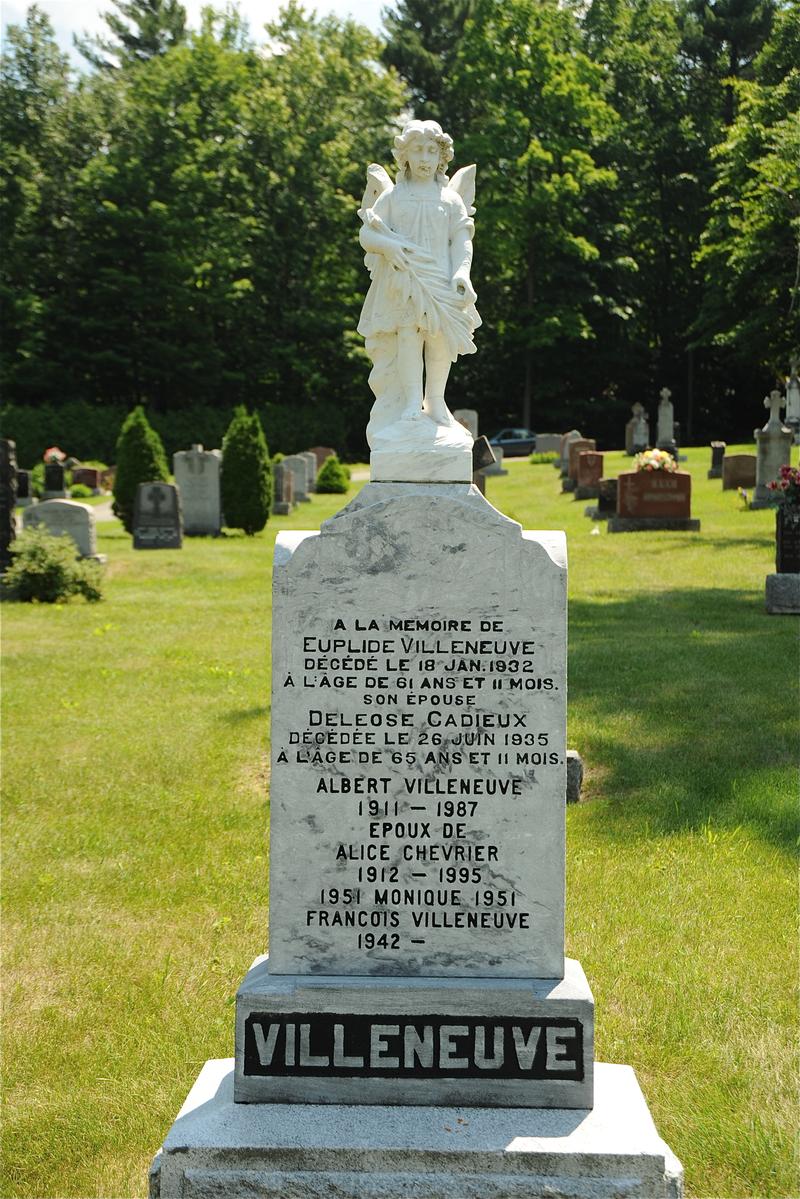 A LA MEMOIRE DE
EUPLIDE VILLENEUVE
DÉCÉDÉ LE 18 JAN. 1932
À L'ÂGE DE 61 ANS ET 11 MOIS.
SON ÉPOUSE
DELEOSE CADIEUX
DÉCÉDÉE LE 26 JUIN 1935
À L'ÂGE DE 65 ANS ET 11 MOIS.
ALBERT VILLENEUVE
1911 — 1987
EPOUX DE
ALICE CHEVRIER
1912 — 1995
1951 MONIQUE 1951
FRANCOIS VILLENEUVE
1942 —
VILLENEUVE